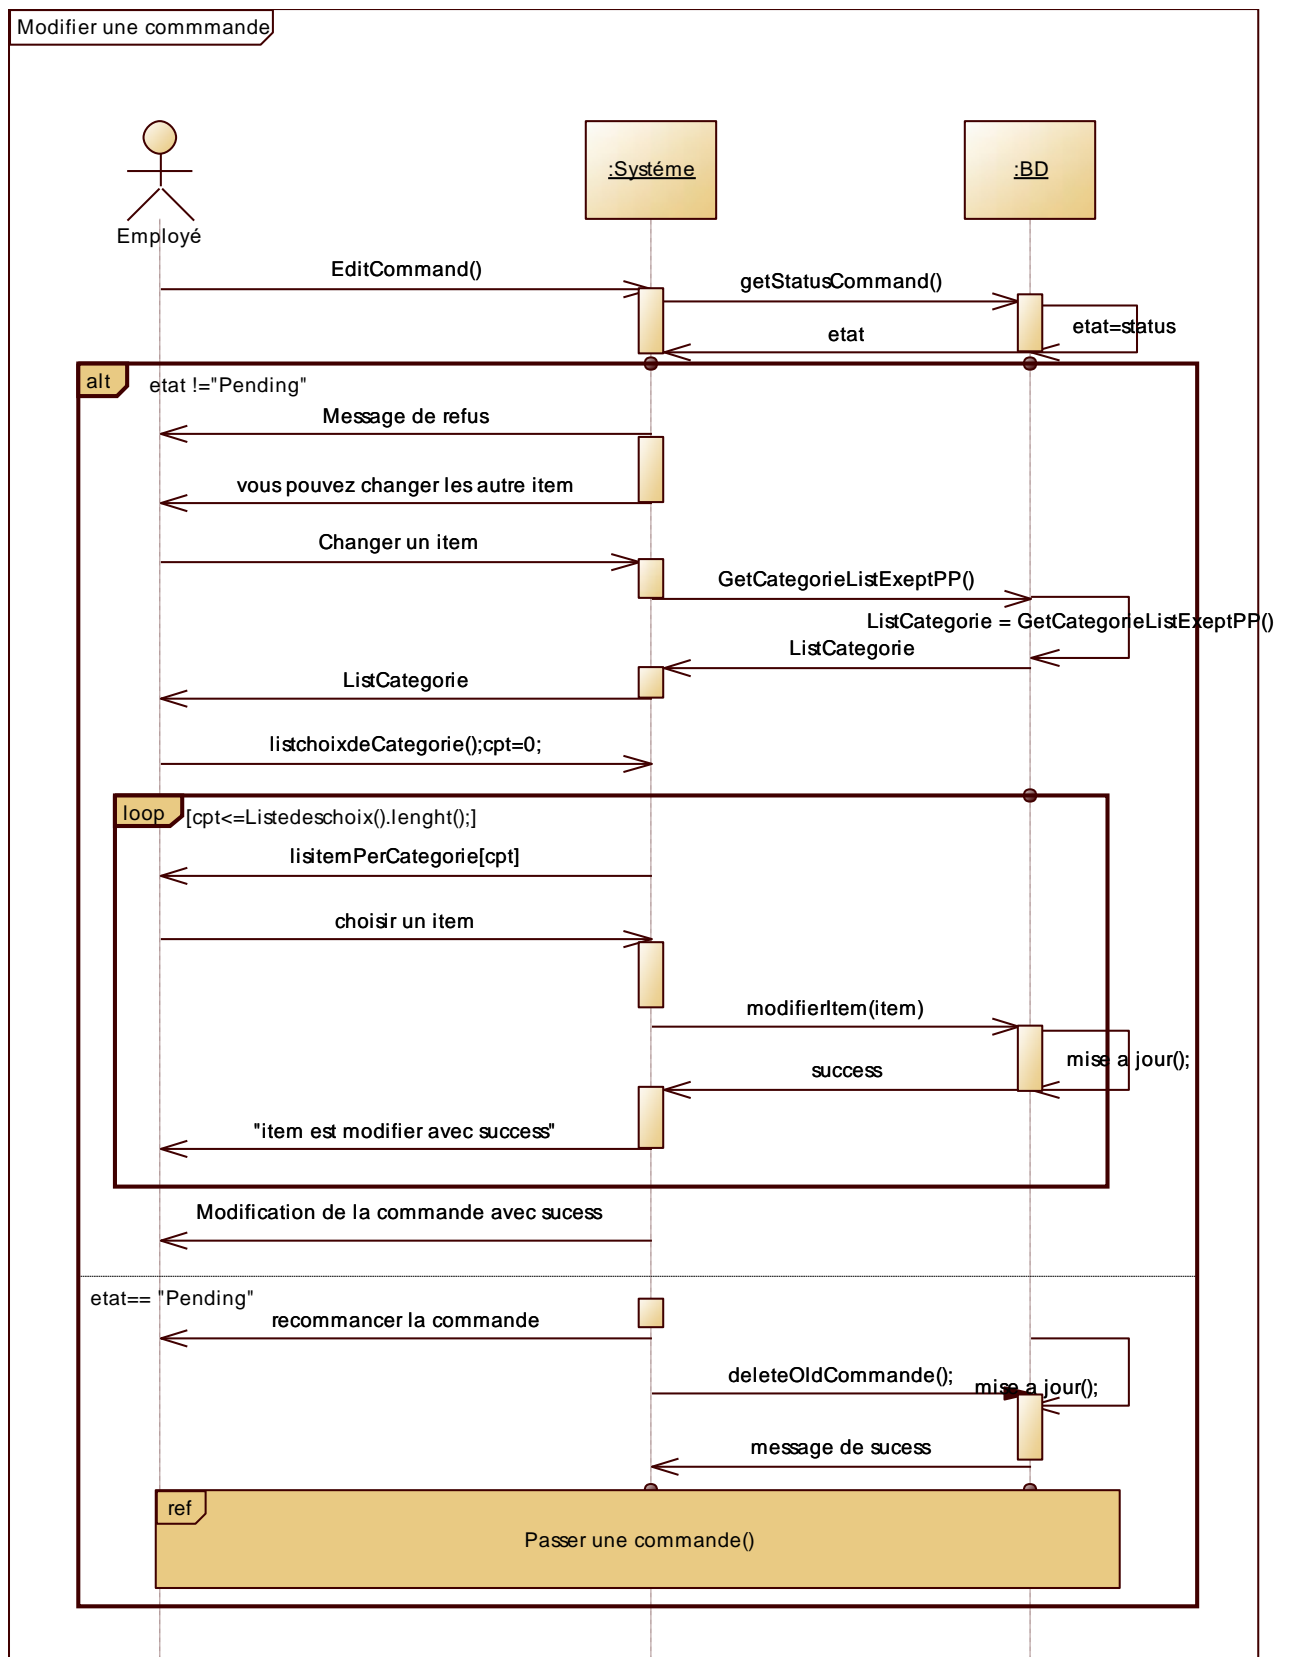 Modifier une commmande
:Systéme
:BD
Employé
EditCommand()
getStatusCommand()
etat=status
etat
alt
etat !="Pending"
Message de refus
vous pouvez changer les autre item
Changer un item
GetCategorieListExeptPP()
ListCategorie = GetCategorieListExeptPP()
ListCategorie
ListCategorie
listchoixdeCategorie();cpt=0;
loop
[cpt<=Listedeschoix().lenght();]
lisitemPerCategorie[cpt]
choisir un item
modifierItem(item)
mise a jour();
success
"item est modifier avec success"
Modification de la commande avec sucess
etat== "Pending"
recommancer la commande
deleteOldCommande();
mise a jour();
message de sucess
ref
Passer une commande()